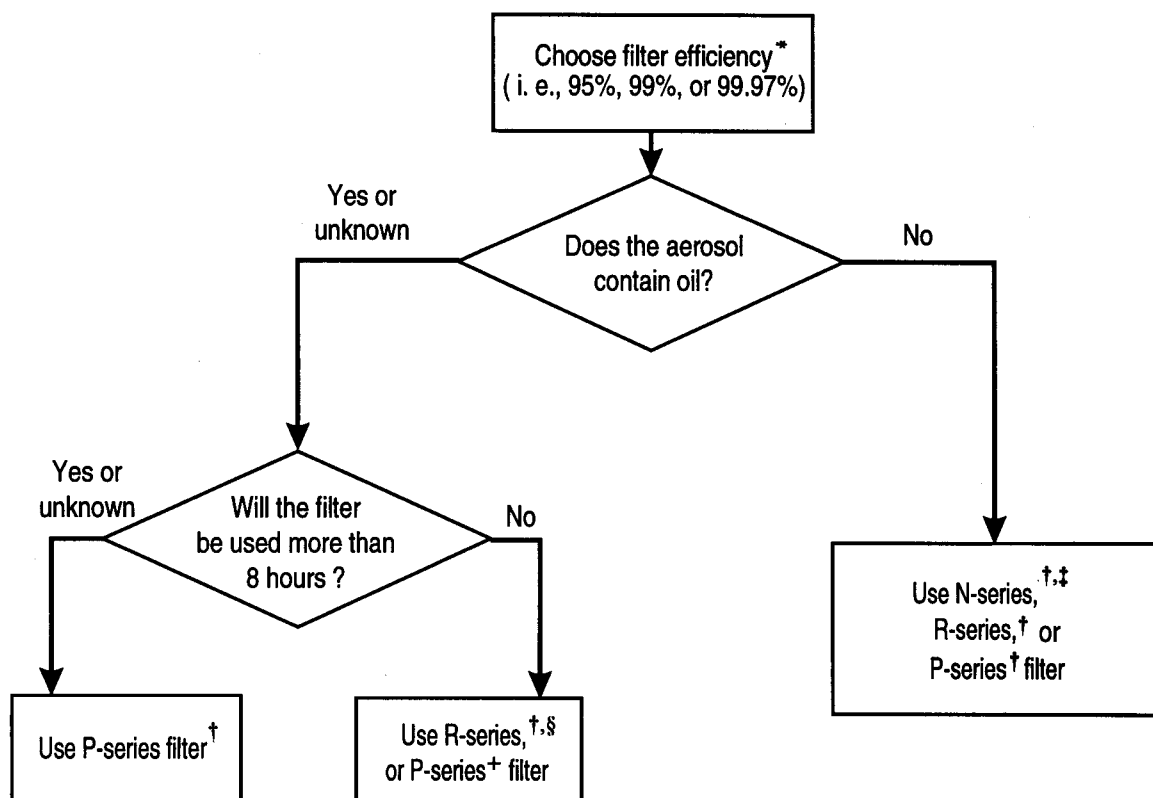 Choose filter efficiency*
( i. e., 95%, 99%, or 99.97%)
Yes or
unknown
Does the aerosol
contain oil?
No
Yes or
unknown
Will the filter
be used more than
8 hours ?
No
Use N-series,†,‡
R-series,† or
P-series† filter
Use P-series filter†
Use R-series,†,§
or P-series+ filter